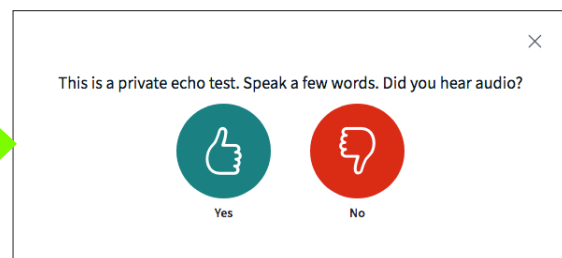 This is a private echo test. Speak a few words. Did you hear audio?
Yes
No